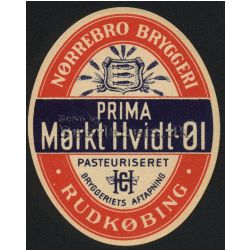 NØRREBRO BRYGGERI
PRIMA
Mørkt Hvidt-Øl
PASTEURISERET
BRYGGERIETS AFTAPNING
RUDKØBING